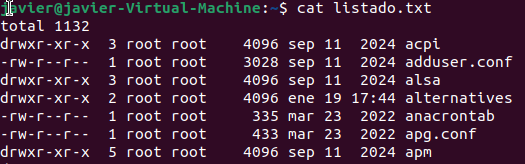 javier@javier-Virtual-Machine:~$ cat listado.txt
total 1132
drwxr-xr-x  3 root root    4096 sep 11  2024 acpi
-rw-r--r--  1 root root    3028 sep 11  2024 adduser.conf
drwxr-xr-x  3 root root    4096 sep 11  2024 alsa
drwxr-xr-x  2 root root    4096 ene 19 17:44 alternatives
-rw-r--r--  1 root root     335 mar 23  2022 anacrontab
-rw-r--r--  1 root root     433 mar 23  2022 apg.conf
drwxr-xr-x  5 root root    4096 sep 11  2024 apm